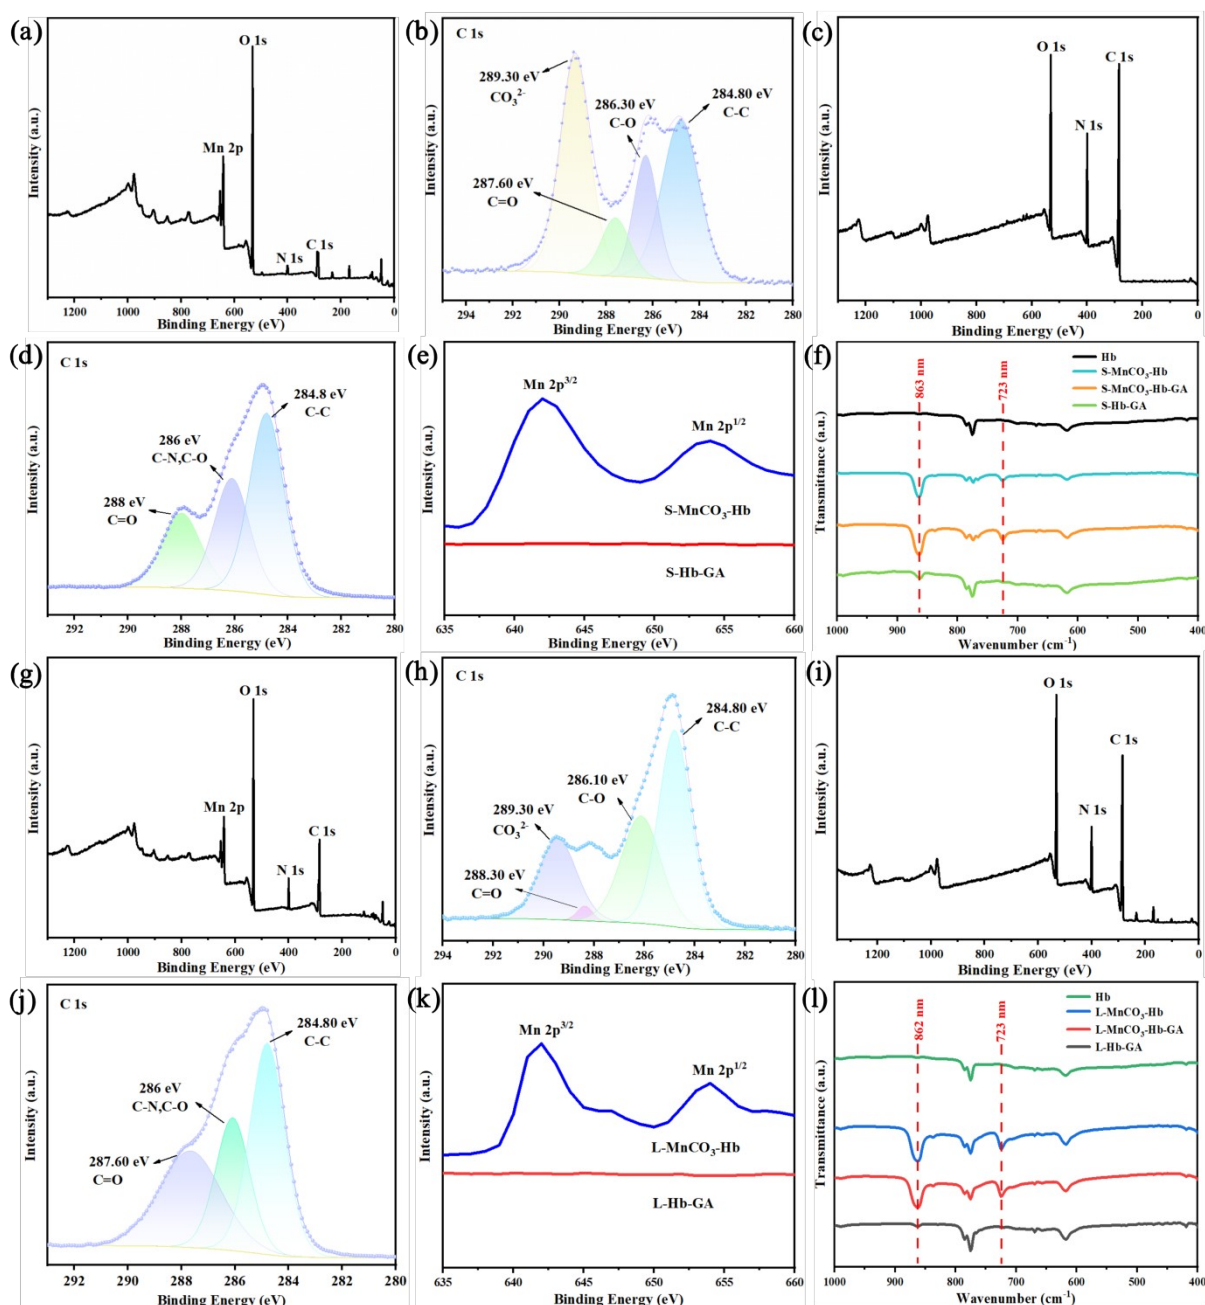 (a)
O 1s
Mn 2p
N 1s
C 1s
Intensity (a.u.)
1000 800 600 400 200 0
Binding Energy (eV)
(b)
C 1s
289.30 eV
CO₃²⁻
286.30 eV
C-O
284.80 eV
C-C
287.60 eV
C=O
Intensity (a.u.)
294 292 290 288 286 284 282 280
Binding Energy (eV)
(c)
O 1s
C 1s
N 1s
Intensity (a.u.)
1200 1000 800 600 400 200 0
Binding Energy (eV)
(d)
C 1s
284.8 eV
C-C
286 eV
C-N,C-O
288 eV
C=O
Intensity (a.u.)
292 290 288 286 284 282 280
Binding Energy (eV)
(e)
Mn 2p³/²
Mn 2p¹/²
S-MnCO₃-Hb
S-Hb-GA
Intensity (a.u.)
635 640 645 650 655 660
Binding Energy (eV)
(f)
863 nm
723 nm
Hb
S-MnCO₃-Hb
S-MnCO₃-Hb-GA
S-Hb-GA
Ttansmittance (a.u.)
1000 900 800 700 600 500 400
Wavenumber (cm⁻¹)
(g)
O 1s
Mn 2p
C 1s
N 1s
Intensity (a.u.)
1200 1000 800 600 400 200 0
Binding Energy (eV)
(h)
C 1s
284.80 eV
C-C
286.10 eV
C-O
289.30 eV
CO₃²⁻
288.30 eV
C=O
Intensity (a.u.)
294 292 290 288 286 284 282 280
Binding Energy (eV)
(i)
O 1s
C 1s
N 1s
Intensity (a.u.)
1200 1000 800 600 400 200 0
Binding Energy (eV)
(j)
C 1s
284.80 eV
C-C
286 eV
C-N,C-O
287.60 eV
C=O
Intensity (a.u.)
292 290 288 286 284 282 280
Binding Energy (eV)
(k)
Mn 2p³/²
Mn 2p¹/²
L-MnCO₃-Hb
L-Hb-GA
Intensity (a.u.)
635 640 645 650 655 660
Binding Energy (eV)
(l)
862 nm
723 nm
Hb
L-MnCO₃-Hb
L-MnCO₃-Hb-GA
L-Hb-GA
Transmittance (a.u.)
1000 900 800 700 600 500 400
Wavenumber (cm⁻¹)